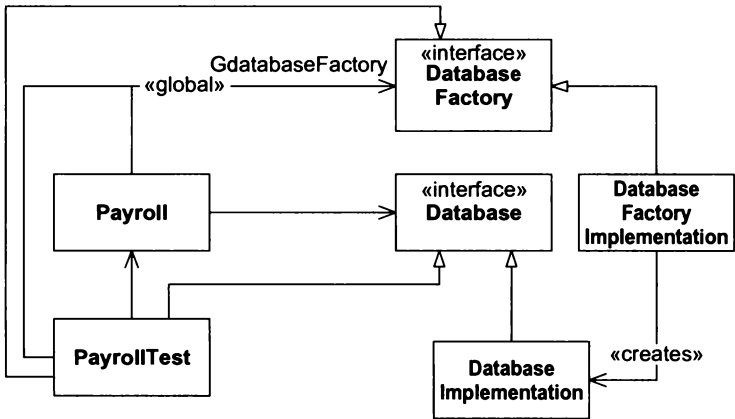 «interface»
Database
Factory
GdatabaseFactory
«global»
Payroll
«interface»
Database
Database
Factory
Implementation
PayrollTest
Database
Implementation
«creates»